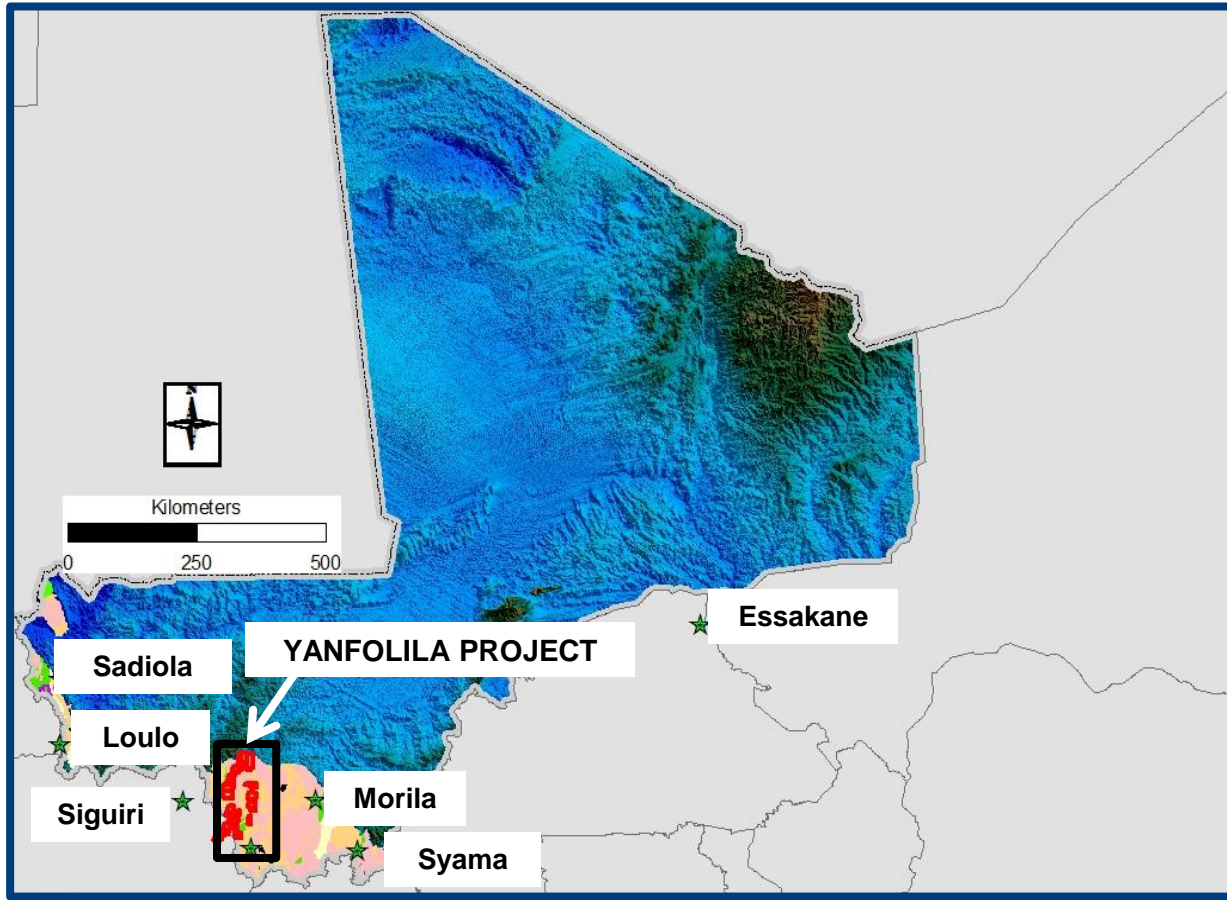 N
Kilometers
0 250 500
Essakane
YANFOLILA PROJECT
Sadiola
Loulo
Siguiri
Morila
Syama